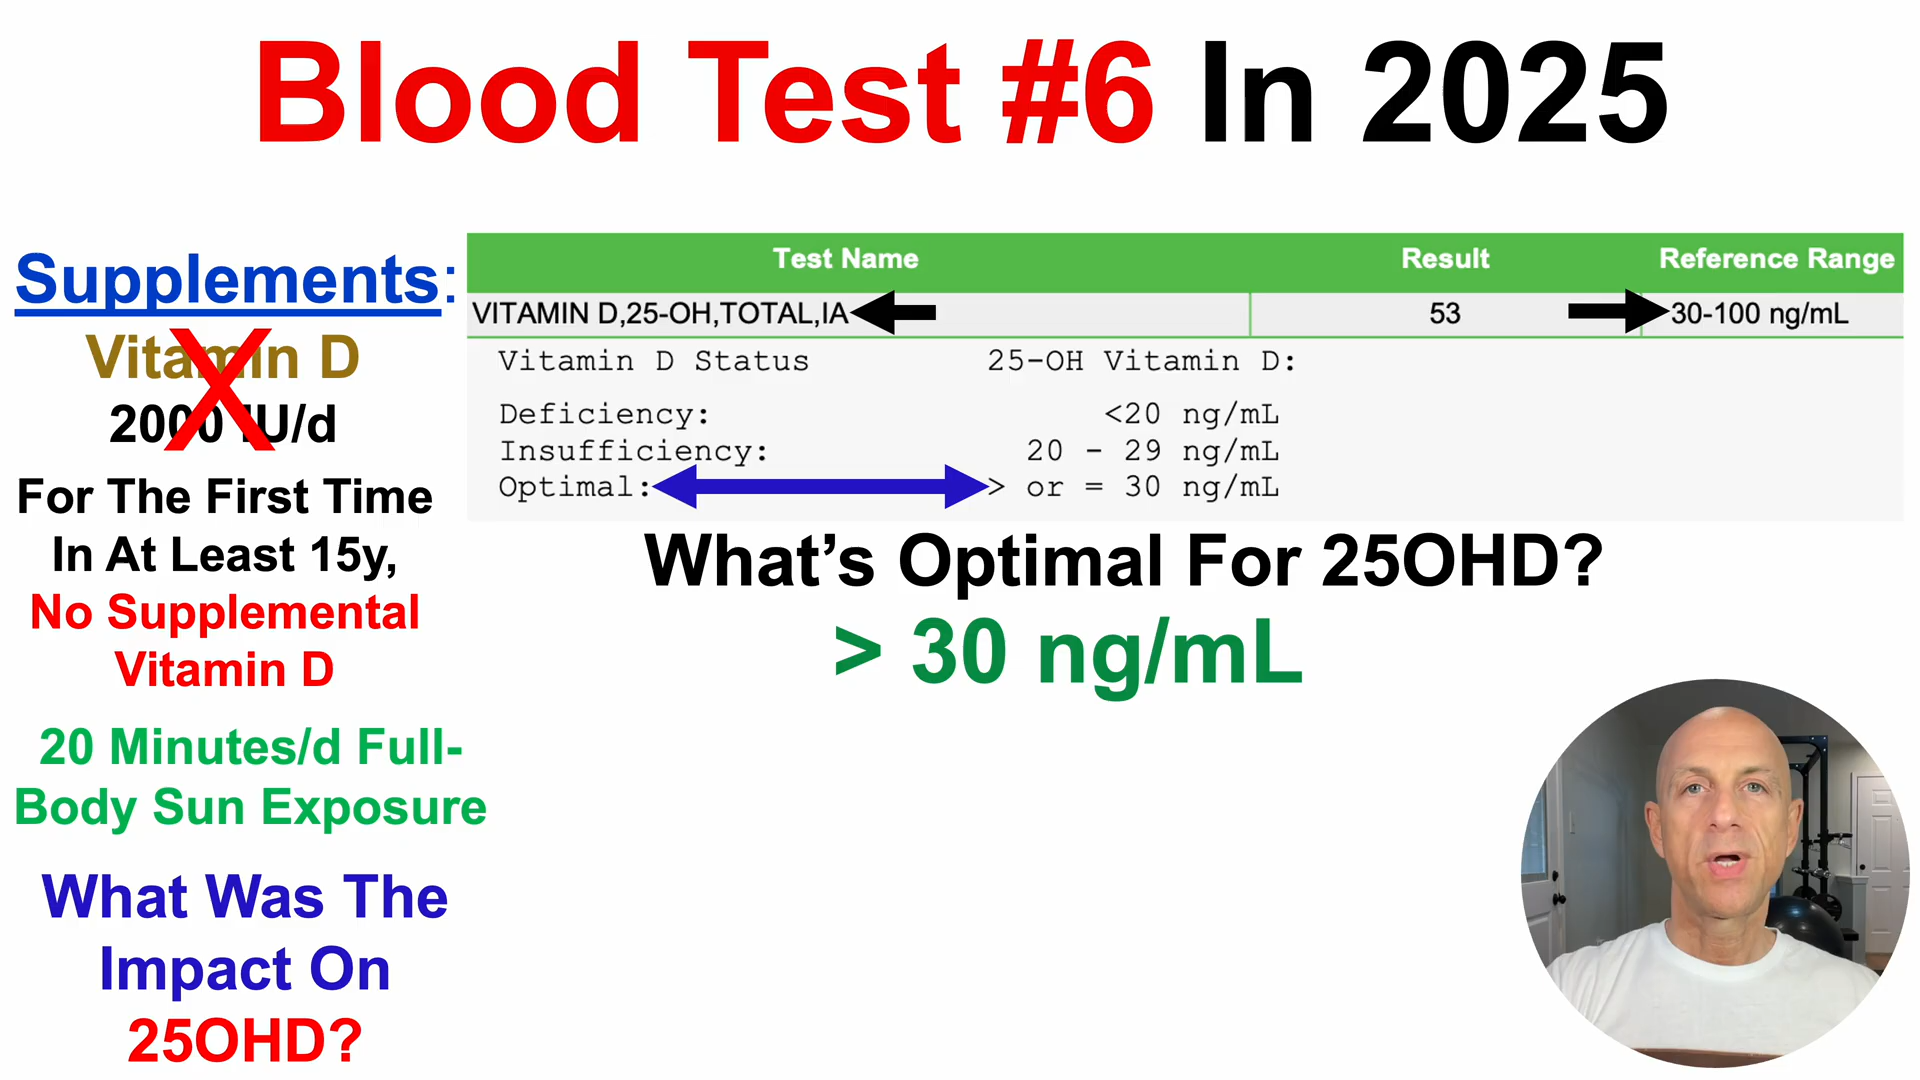 Blood Test #6 In 2025
Supplements:
Vitamin D
2000 IU/d
For The First Time
In At Least 15y,
No Supplemental
Vitamin D
20 Minutes/d Full-
Body Sun Exposure
What Was The
Impact On
25OHD?
Test Name Result Reference Range
VITAMIN D,25-OH,TOTAL,IA 53 30-100 ng/mL
Vitamin D Status 25-OH Vitamin D:
Deficiency: <20 ng/mL
Insufficiency: 20 - 29 ng/mL
Optimal: > or = 30 ng/mL
What’s Optimal For 25OHD?
> 30 ng/mL